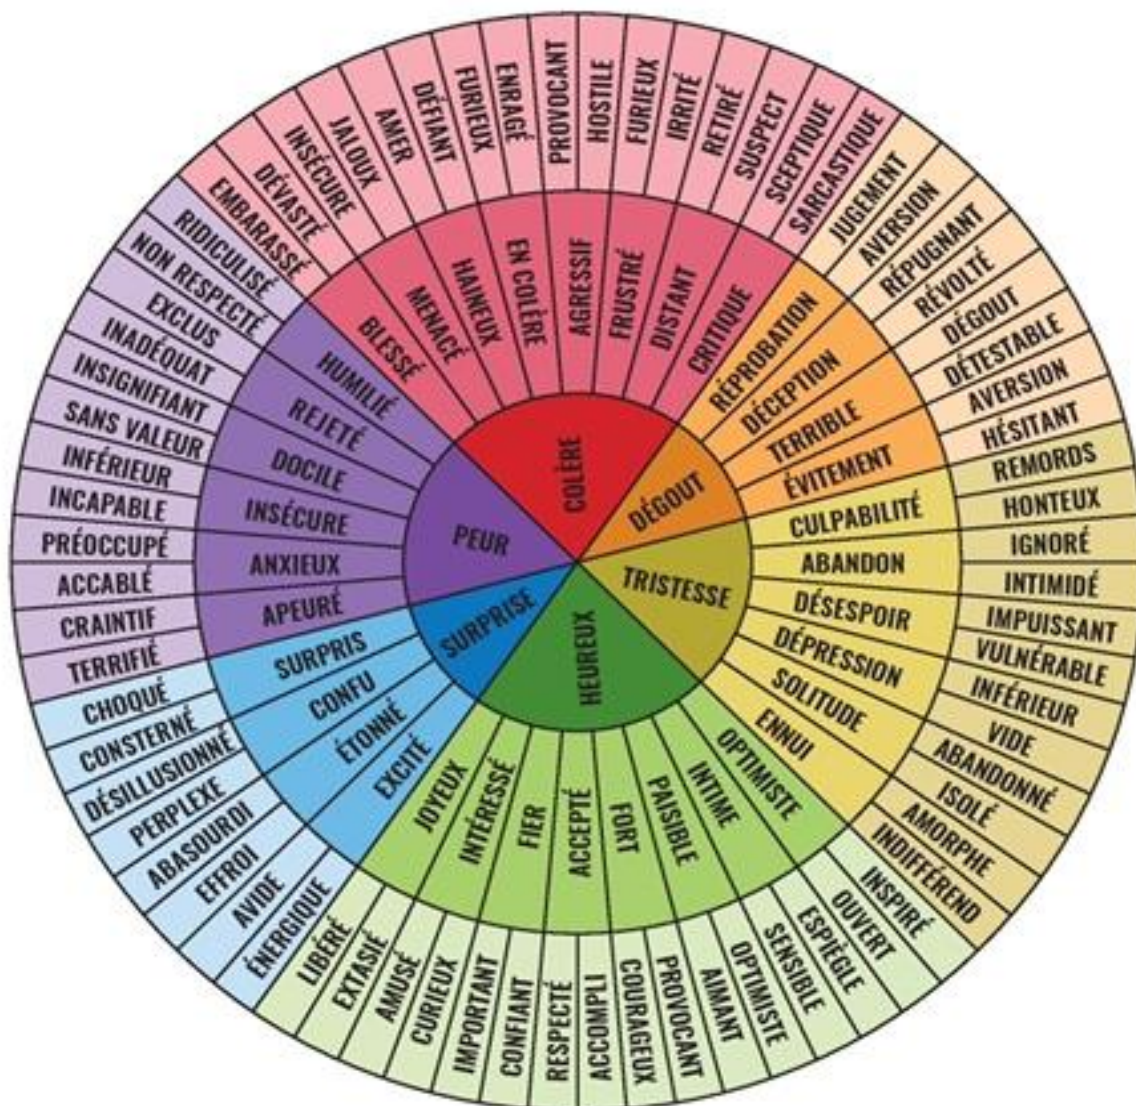 COLÈRE
DÉGOUT
TRISTESSE
HEUREUX
SURPRISE
PEUR
BLESSÉ
MENACÉ
HAINEUX
EN COLÈRE
AGRESSIF
FRUSTRÉ
DISTANT
CRITIQUE
RÉPROBATION
DÉCEPTION
TERRIBLE
ÉVITEMENT
CULPABILITÉ
ABANDON
DÉSESPOIR
DÉPRESSION
SOLITUDE
ENNUI
OPTIMISTE
INTIME
PAISIBLE
FORT
ACCEPTÉ
FIER
INTÉRESSÉ
JOYEUX
EXCITÉ
ÉTONNÉ
CONFU
SURPRIS
APEURÉ
ANXIEUX
INSÉCURE
DOCILE
REJETÉ
HUMILIÉ
EMBARASSÉ
DÉVASTÉ
INSÉCURE
JALOUX
AMER
DÉFIANT
FURIEUX
ENRAGÉ
PROVOCANT
HOSTILE
FURIEUX
IRRITÉ
RETIRÉ
SUSPECT
SCEPTIQUE
SARCASTIQUE
JUGEMENT
AVERSION
RÉPUGNANT
RÉVOLTÉ
DÉGOUT
DÉTESTABLE
AVERSION
HÉSITANT
REMORDS
HONTEUX
IGNORÉ
INTIMIDÉ
IMPUISSANT
VULNÉRABLE
INFÉRIEUR
VIDE
ABANDONNÉ
ISOLÉ
AMORPHE
INDIFFÉREND
INSPIRÉ
OUVERT
ESPIÈGLE
SENSIBLE
OPTIMISTE
AIMANT
PROVOCANT
COURAGEUX
ACCOMPLI
RESPECTÉ
CONFIANT
IMPORTANT
CURIEUX
AMUSÉ
EXTASIÉ
LIBÉRÉ
ÉNERGIQUE
AVIDE
EFFROI
ABASOURDI
PERPLEXE
DÉSILLUSIONNÉ
CONSTERNÉ
CHOQUÉ
TERRIFIÉ
CRAINTIF
ACCABLÉ
PRÉOCCUPÉ
INCAPABLE
INFÉRIEUR
SANS VALEUR
INSIGNIFIANT
INADÉQUAT
EXCLUS
NON RESPECTÉ
RIDICULISÉ